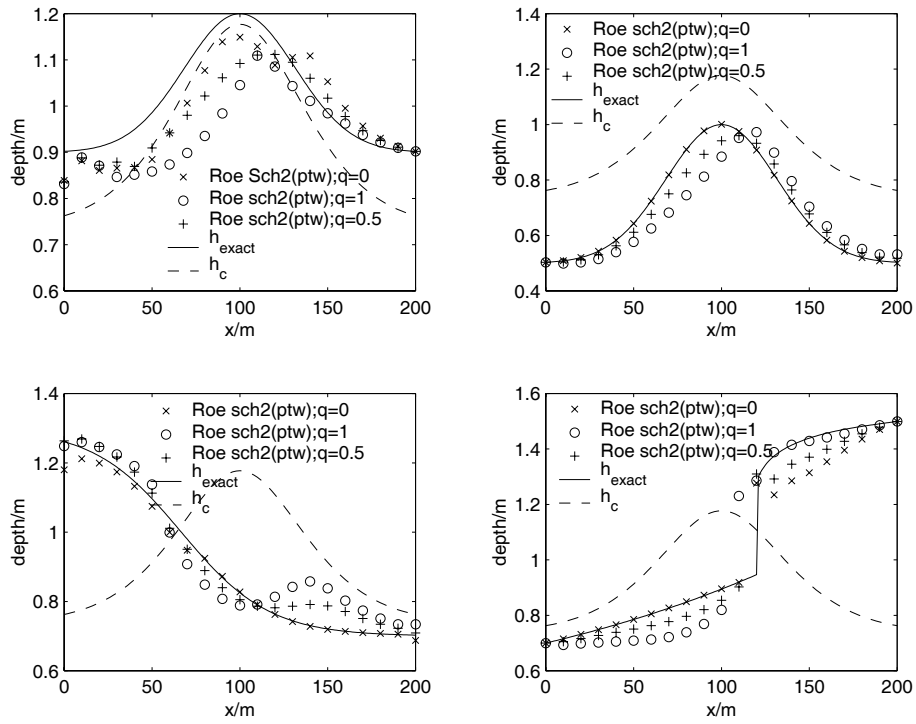 1.2
1.1
1
0.9
0.8
0.7
0.6
depth/m
Roe Sch2(ptw);q=0
Roe sch2(ptw);q=1
Roe sch2(ptw);q=0.5
h_exact
h_c
0 50 100 150 200
x/m
1.4
1.2
1
0.8
0.6
0.4
depth/m
Roe sch2(ptw);q=0
Roe sch2(ptw);q=1
Roe sch2(ptw);q=0.5
h_exact
h_c
0 50 100 150 200
x/m
1.4
1.2
1
0.8
0.6
depth/m
Roe sch2(ptw);q=0
Roe sch2(ptw);q=1
Roe sch2(ptw);q=0.5
h_exact
h_c
0 50 100 150 200
x/m
1.6
1.4
1.2
1
0.8
0.6
depth/m
Roe sch2(ptw);q=0
Roe sch2(ptw);q=1
Roe sch2(ptw);q=0.5
h_exact
h_c
0 50 100 150 200
x/m